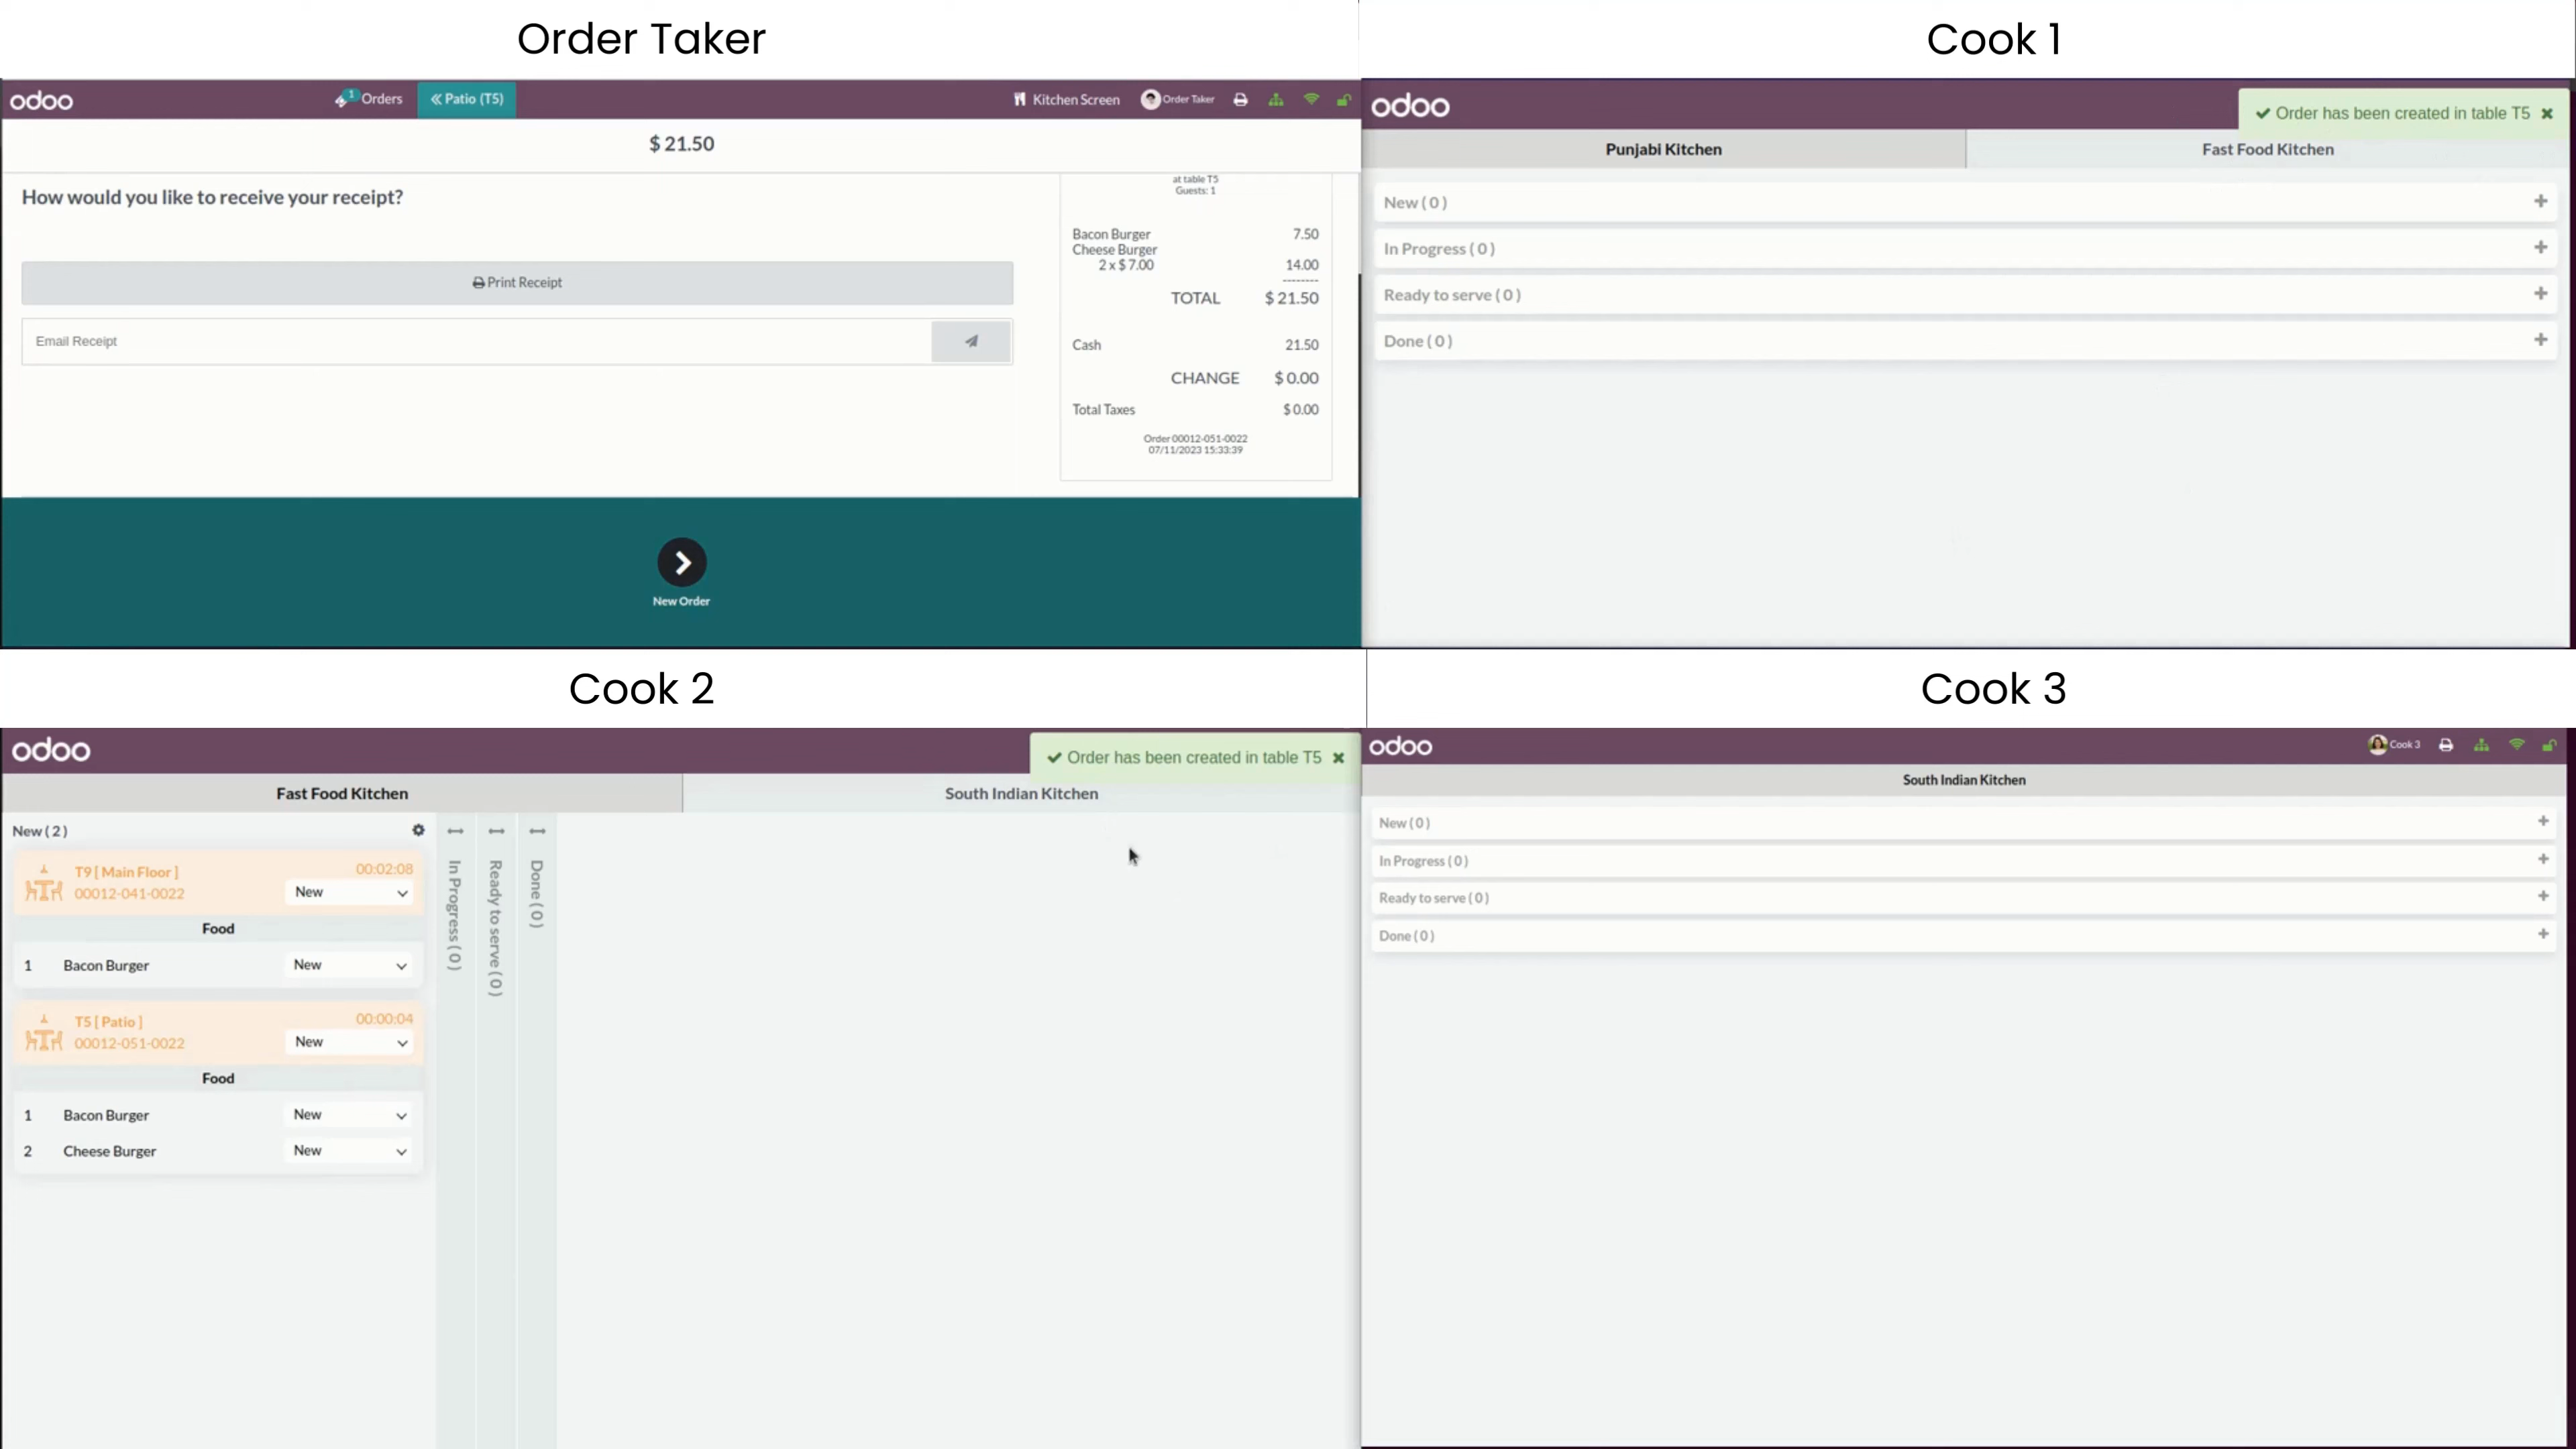 Order Taker
odoo
1 Orders
Patio (T5)
Kitchen Screen
Order Taker
$ 21.50
How would you like to receive your receipt?
Print Receipt
Email Receipt
at table T5
Guests: 1
Bacon Burger 7.50
Cheese Burger
2 x $ 7.00 14.00
--------
TOTAL $ 21.50
Cash 21.50
CHANGE $ 0.00
Total Taxes $ 0.00
Order 00012-051-0022
07/11/2023 15:33:39
New Order
Cook 1
odoo
Order has been created in table T5
Punjabi Kitchen
Fast Food Kitchen
New ( 0 )
In Progress ( 0 )
Ready to serve ( 0 )
Done ( 0 )
Cook 2
odoo
Order has been created in table T5
Fast Food Kitchen
South Indian Kitchen
New ( 2 )
T9 [ Main Floor ] 00:02:08
00012-041-0022 New
Food
1 Bacon Burger New
T5 [ Patio ] 00:00:04
00012-051-0022 New
Food
1 Bacon Burger New
2 Cheese Burger New
In Progress ( 0 )
Ready to serve ( 0 )
Done ( 0 )
Cook 3
odoo
Cook 3
South Indian Kitchen
New ( 0 )
In Progress ( 0 )
Ready to serve ( 0 )
Done ( 0 )